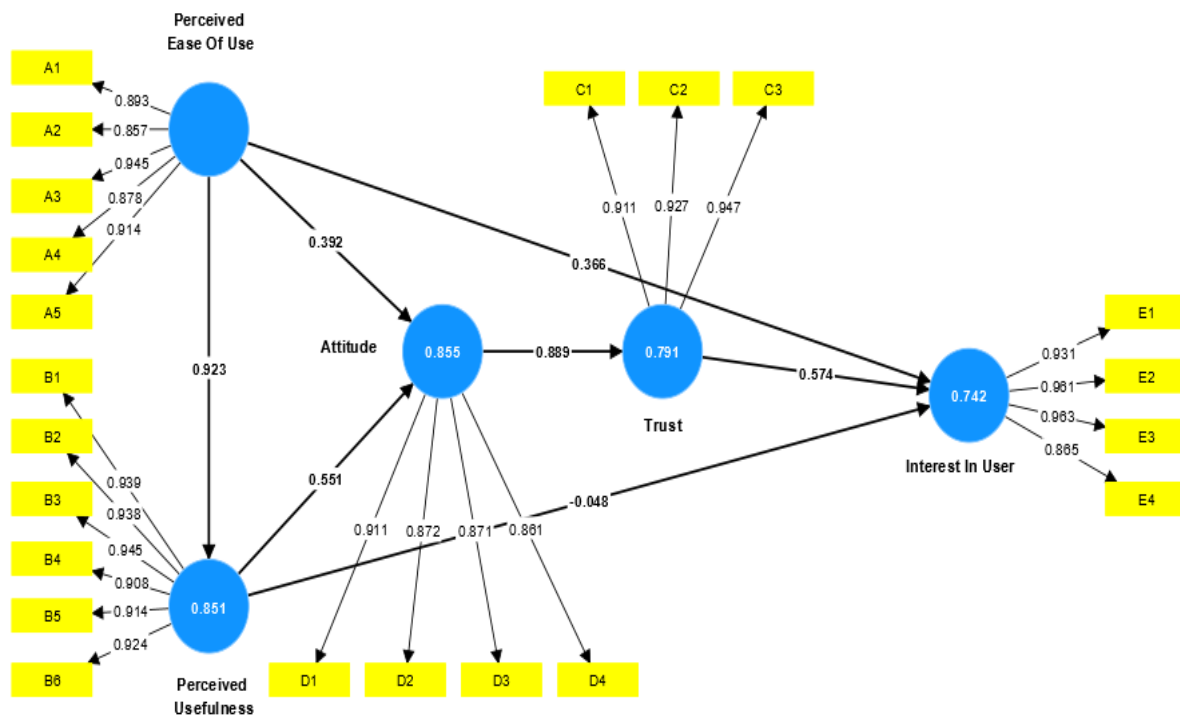 Perceived
Ease Of Use
A1
A2
A3
A4
A5
0.893
0.857
0.945
0.878
0.914
C1
C2
C3
0.911
0.927
0.947
0.392
0.366
0.923
Attitude
0.855
0.889
0.791
Trust
0.574
0.742
Interest In User
E1
E2
E3
E4
0.931
0.961
0.963
0.865
B1
B2
B3
B4
B5
B6
0.939
0.938
0.945
0.908
0.914
0.924
0.551
-0.048
0.911
0.872
0.871
0.861
0.851
Perceived
Usefulness
D1
D2
D3
D4